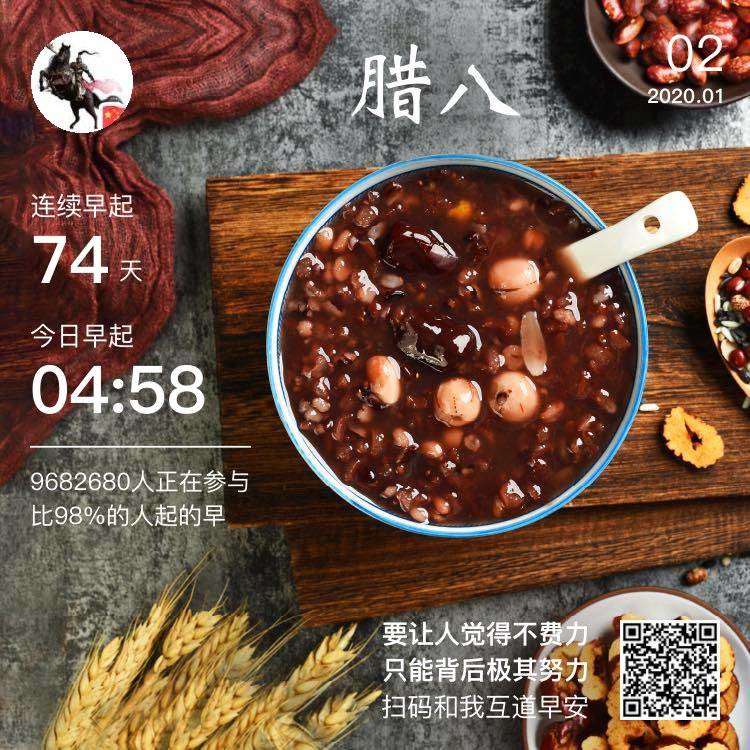 腊八
02
2020.01
连续早起
74 天
今日早起
04:58
9682680人正在参与
比98%的人起的早
要让人觉得不费力
只能背后极其努力
扫码和我互道早安